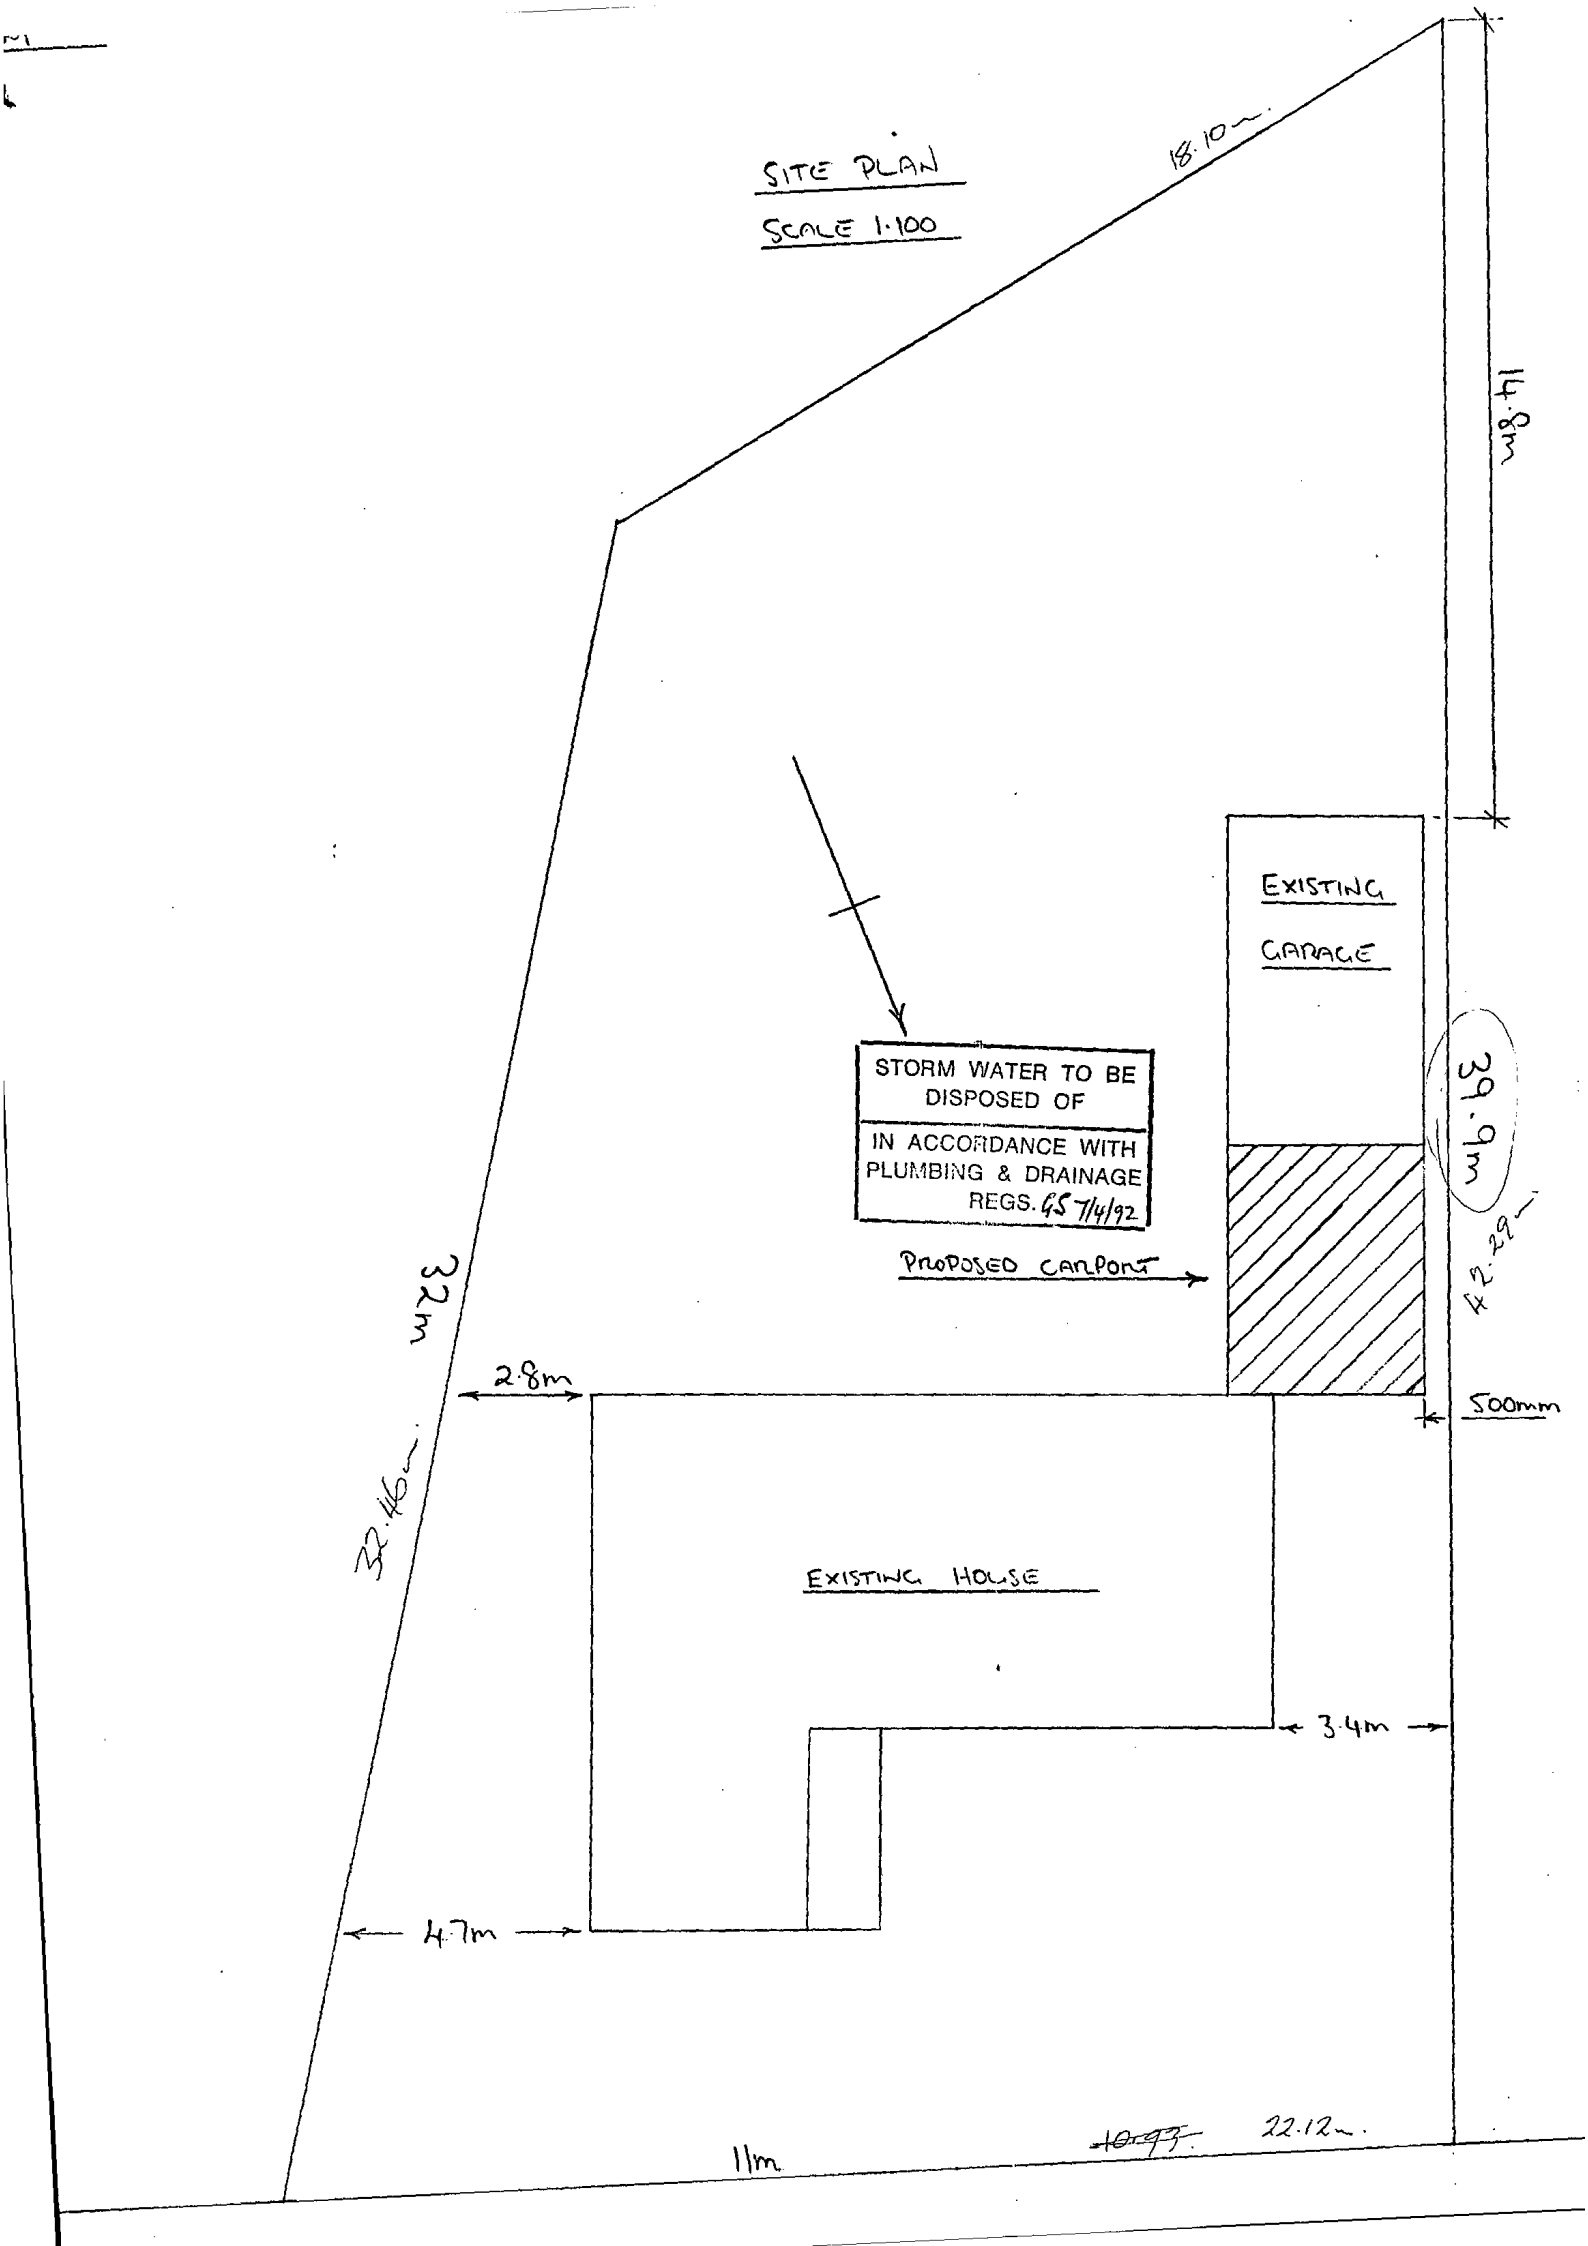 SITE PLAN
SCALE 1:100
18.10m.
14.8m
EXISTING
GARAGE
39.9m
42.29m
STORM WATER TO BE
DISPOSED OF
IN ACCORDANCE WITH
PLUMBING & DRAINAGE
REGS. GS 7/4/92
PROPOSED CARPORT
32m
2.8m
500mm
32.46m.
EXISTING HOUSE
3.4m
4.7m
10.93.
22.12m.
11m